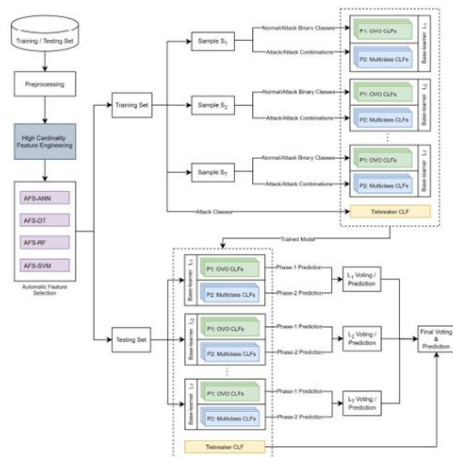 Training / Testing Set
Preprocessing
High Cardinality
Feature Engineering
AFS-ANN
AFS-DT
AFS-RF
AFS-SVM
Automatic Feature
Selection
Training Set
Testing Set
Sample S1
Normal/Attack Binary Classes
Attack/Attack Combinations
P1: OVO CLFs
P2: Multiclass CLFs
Base-learner L1
Sample S2
Normal/Attack Binary Classes
Attack/Attack Combinations
P1: OVO CLFs
P2: Multiclass CLFs
Base-learner L2
Sample ST
Normal/Attack Binary Classes
Attack/Attack Combinations
P1: OVO CLFs
P2: Multiclass CLFs
Base-learner LT
Attack Classes
Tiebreaker CLF
Trained Model
Base-learner L1
P1: OVO CLFs
P2: Multiclass CLFs
Phase-1 Prediction
Phase-2 Prediction
L1 Voting /
Prediction
Base-learner L2
P1: OVO CLFs
P2: Multiclass CLFs
Phase-1 Prediction
Phase-2 Prediction
L2 Voting /
Prediction
Base-learner LT
P1: OVO CLFs
P2: Multiclass CLFs
Phase-1 Prediction
Phase-2 Prediction
LT Voting /
Prediction
Tiebreaker CLF
Final Voting
&
Prediction